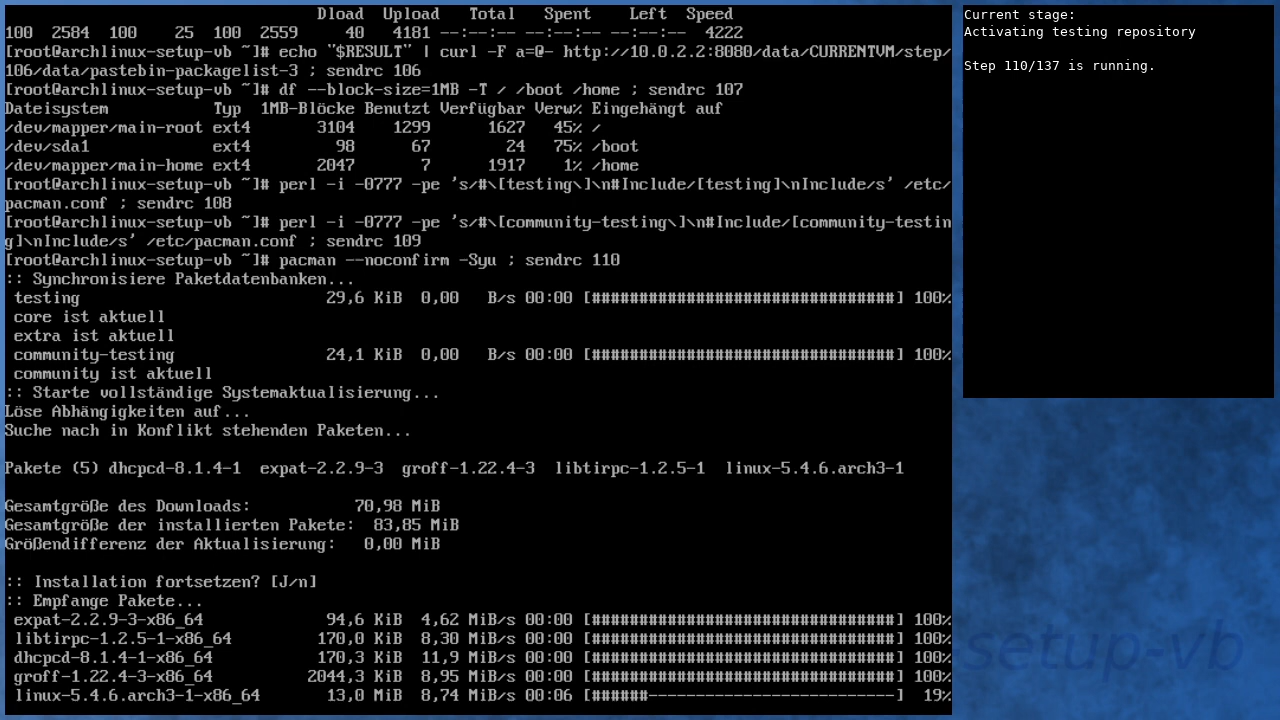 Dload  Upload   Total   Spent    Left  Speed
100  2584  100    25  100  2559     40   4181 --:--:-- --:--:-- --:--:--  4222
[root@archlinux-setup-vb ~]# echo "$RESULT" | curl -F a=@- http://10.0.2.2:8080/data/CURRENTVM/step/
106/data/pastebin-packagelist-3 ; sendrc 106
[root@archlinux-setup-vb ~]# df --block-size=1MB -T / /boot /home ; sendrc 107
Dateisystem           Typ  1MB-Blöcke Benutzt Verfügbar Verw% Eingehängt auf
/dev/mapper/main-root ext4       3104    1299      1627   45% /
/dev/sda1             ext4         98      67        24   75% /boot
/dev/mapper/main-home ext4       2047       7      1917    1% /home
[root@archlinux-setup-vb ~]# perl -i -0777 -pe 's/#\[testing\]\n#Include/[testing]\nInclude/s' /etc/
pacman.conf ; sendrc 108
[root@archlinux-setup-vb ~]# perl -i -0777 -pe 's/#\[community-testing\]\n#Include/[community-testin
g]\nInclude/s' /etc/pacman.conf ; sendrc 109
[root@archlinux-setup-vb ~]# pacman --noconfirm -Syu ; sendrc 110
:: Synchronisiere Paketdatenbanken...
 testing                          29,6 KiB  0,00   B/s 00:00 [################################] 100%
 core ist aktuell
 extra ist aktuell
 community-testing                24,1 KiB  0,00   B/s 00:00 [################################] 100%
 community ist aktuell
:: Starte vollständige Systemaktualisierung...
Löse Abhängigkeiten auf...
Suche nach in Konflikt stehenden Paketen...
Pakete (5) dhcpcd-8.1.4-1  expat-2.2.9-3  groff-1.22.4-3  libtirpc-1.2.5-1  linux-5.4.6.arch3-1
Gesamtgröße des Downloads:           70,98 MiB
Gesamtgröße der installierten Pakete:  83,85 MiB
Größendifferenz der Aktualisierung:   0,00 MiB
:: Installation fortsetzen? [J/n]
:: Empfange Pakete...
 expat-2.2.9-3-x86_64             94,6 KiB  4,62 MiB/s 00:00 [################################] 100%
 libtirpc-1.2.5-1-x86_64         170,0 KiB  8,30 MiB/s 00:00 [################################] 100%
 dhcpcd-8.1.4-1-x86_64           170,3 KiB  11,9 MiB/s 00:00 [################################] 100%
 groff-1.22.4-3-x86_64          2044,3 KiB  8,95 MiB/s 00:00 [################################] 100%
 linux-5.4.6.arch3-1-x86_64       13,0 MiB  8,74 MiB/s 00:06 [######--------------------------]  19%
Current stage:
Activating testing repository
Step 110/137 is running.
setup-vb